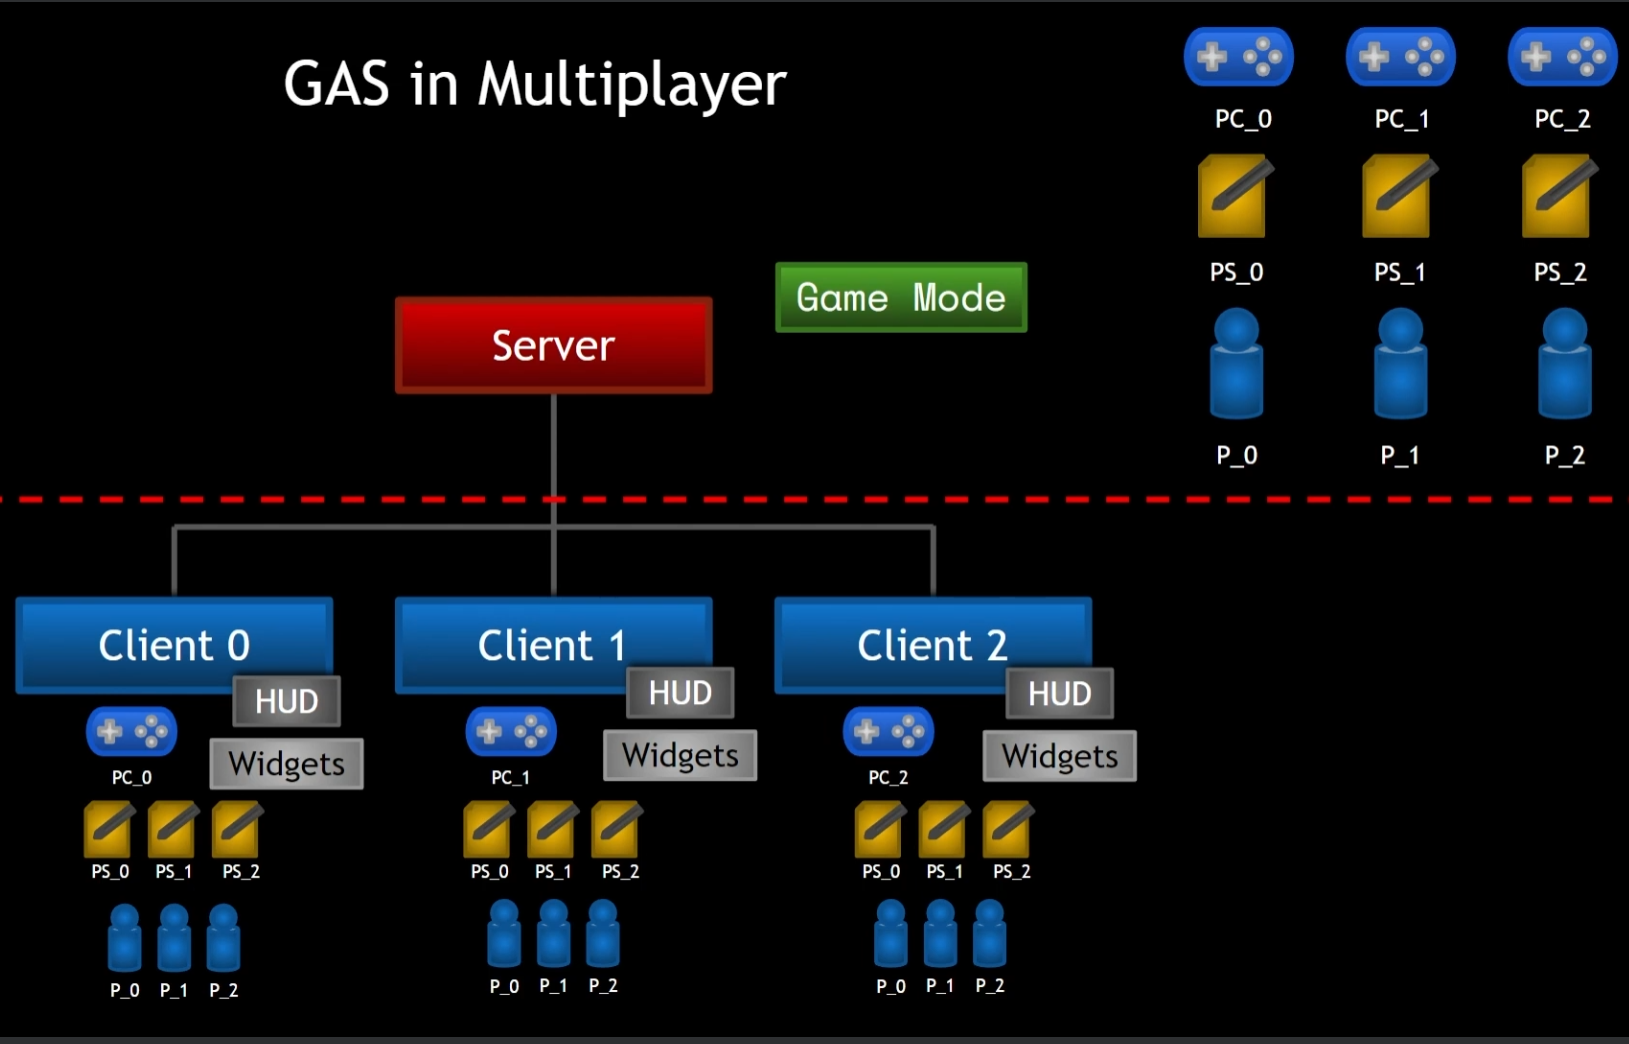 GAS in Multiplayer
PC_0 PC_1 PC_2
PS_0 PS_1 PS_2
P_0 P_1 P_2
Game Mode
Server
Client 0
HUD
Widgets
PC_0
PS_0 PS_1 PS_2
P_0 P_1 P_2
Client 1
HUD
Widgets
PC_1
PS_0 PS_1 PS_2
P_0 P_1 P_2
Client 2
HUD
Widgets
PC_2
PS_0 PS_1 PS_2
P_0 P_1 P_2